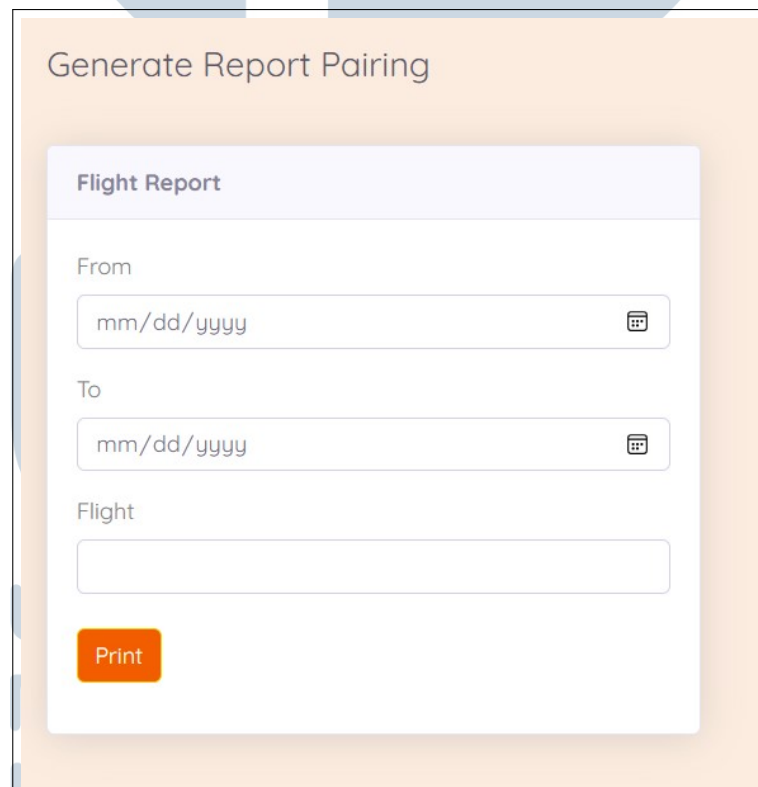 Generate Report Pairing
Flight Report
From
mm/dd/yyyy
To
mm/dd/yyyy
Flight
Print